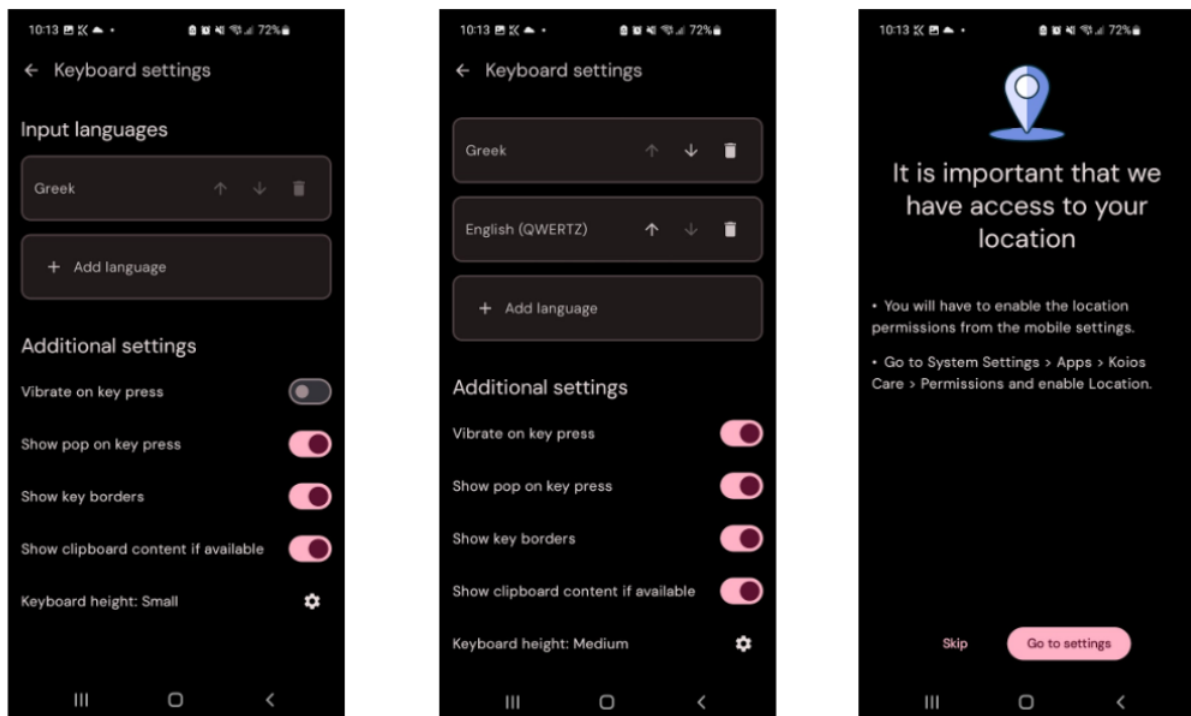 10:13 72%
Keyboard settings
Input languages
Greek
+ Add language
Additional settings
Vibrate on key press
Show pop on key press
Show key borders
Show clipboard content if available
Keyboard height: Small
10:13 72%
Keyboard settings
Greek
English (QWERTZ)
+ Add language
Additional settings
Vibrate on key press
Show pop on key press
Show key borders
Show clipboard content if available
Keyboard height: Medium
10:13 72%
It is important that we
have access to your
location
• You will have to enable the location
permissions from the mobile settings.
• Go to System Settings > Apps > Koios
Care > Permissions and enable Location.
Skip Go to settings